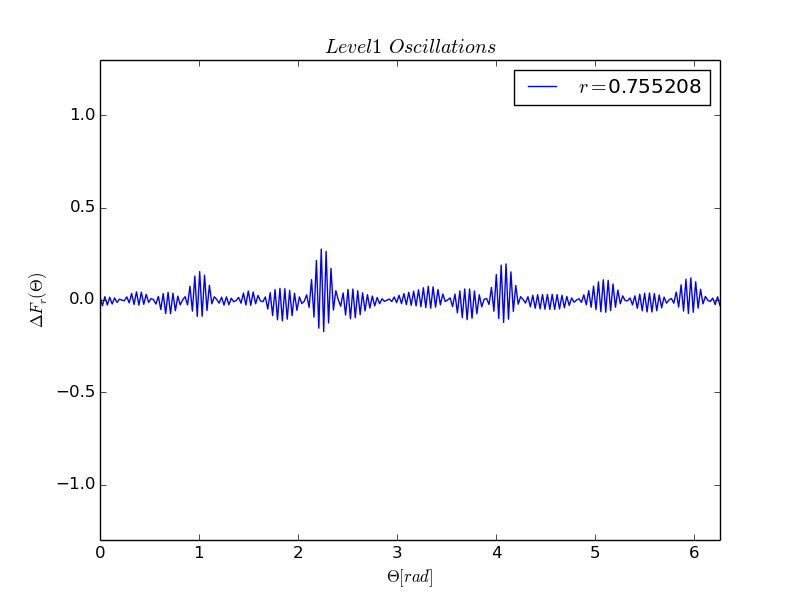 Level1 Oscillations
r=0.755208
1.0
0.5
0.0
−0.5
−1.0
ΔF_r(Θ)
0 1 2 3 4 5 6
Θ[rad]